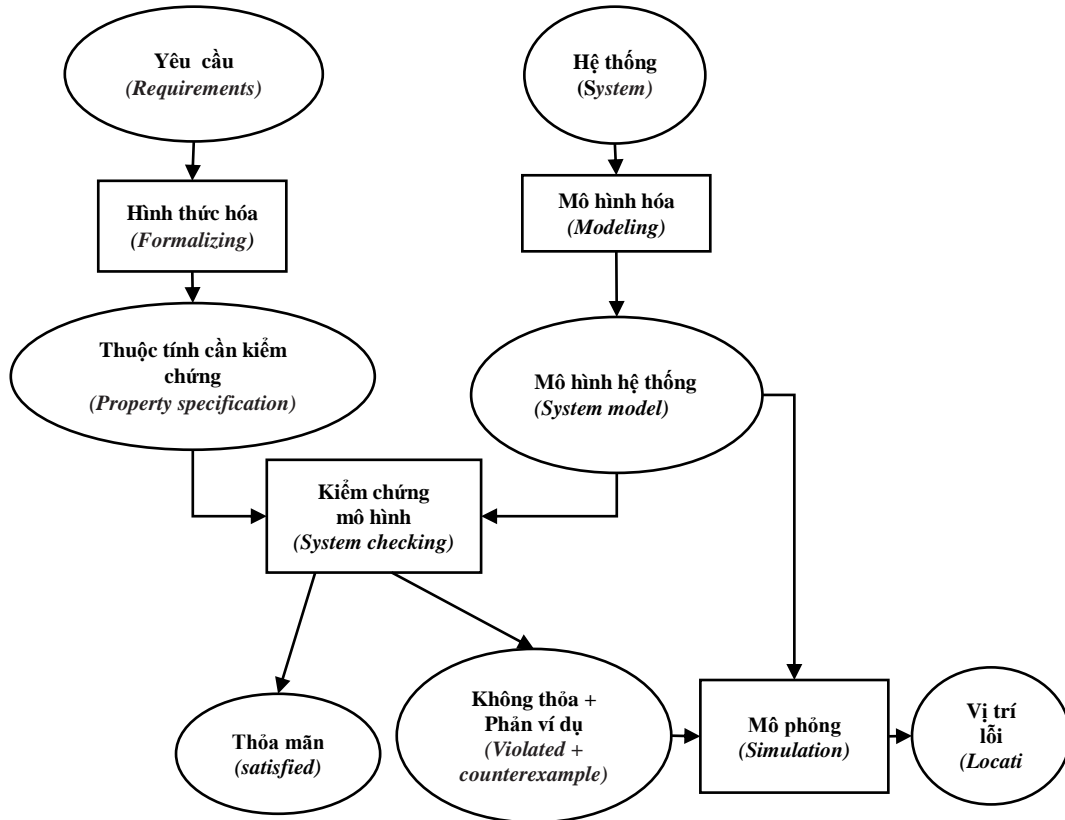 Yêu cầu
(Requirements)
Hệ thống
(System)
Hình thức hóa
(Formalizing)
Mô hình hóa
(Modeling)
Thuộc tính cần kiểm
chứng
(Property specification)
Mô hình hệ thống
(System model)
Kiểm chứng
mô hình
(System checking)
Thỏa mãn
(satisfied)
Không thỏa +
Phản ví dụ
(Violated +
counterexample)
Mô phỏng
(Simulation)
Vị trí
lỗi
(Locati